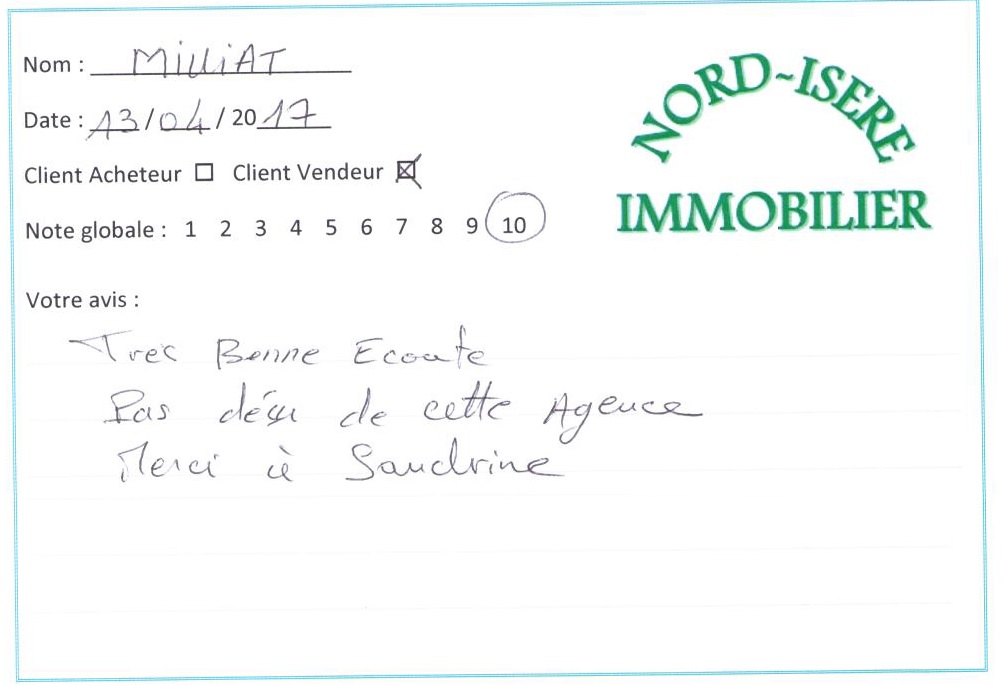 Nom : MilliAT
Date : 13/04/2017
Client Acheteur ☐ Client Vendeur ☒
Note globale : 1 2 3 4 5 6 7 8 9 10
Votre avis :
Tres Bonne Ecoute
Pas déçu de cette Agence
Merci à Sandrine
NORD-ISERE
IMMOBILIER